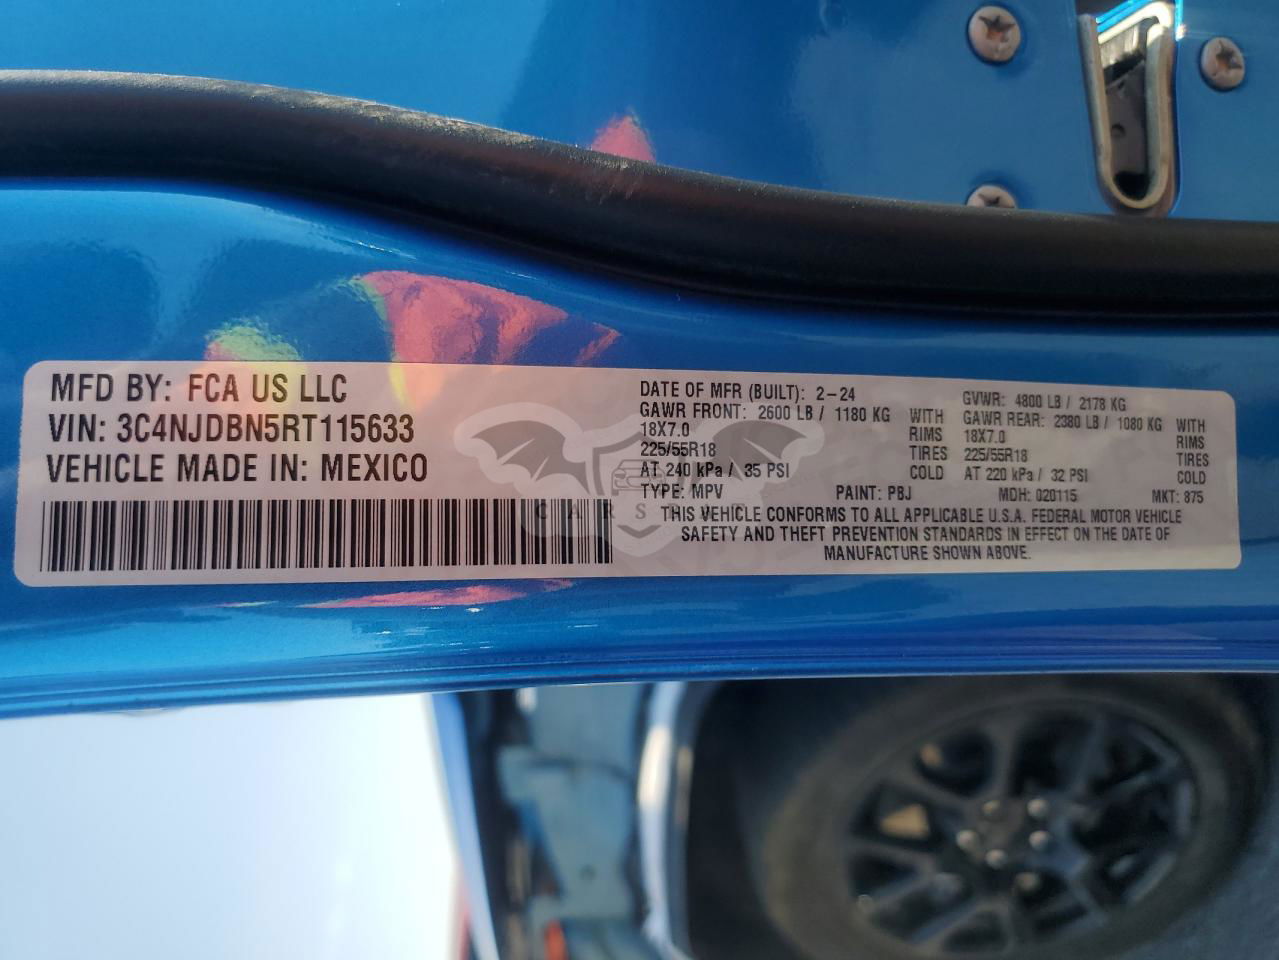 MFD BY: FCA US LLC
VIN: 3C4NJDBN5RT115633
VEHICLE MADE IN: MEXICO
DATE OF MFR (BUILT): 2-24
GAWR FRONT: 2600 LB / 1180 KG WITH
18X7.0 RIMS
225/55R18 TIRES
AT 240 kPa / 35 PSI COLD
GVWR: 4800 LB / 2178 KG
GAWR REAR: 2380 LB / 1080 KG WITH
18X7.0 RIMS
225/55R18 TIRES
AT 220 kPa / 32 PSI COLD
TYPE: MPV PAINT: PBJ MDH: 020115 MKT: 875
THIS VEHICLE CONFORMS TO ALL APPLICABLE U.S.A. FEDERAL MOTOR VEHICLE
SAFETY AND THEFT PREVENTION STANDARDS IN EFFECT ON THE DATE OF
MANUFACTURE SHOWN ABOVE.